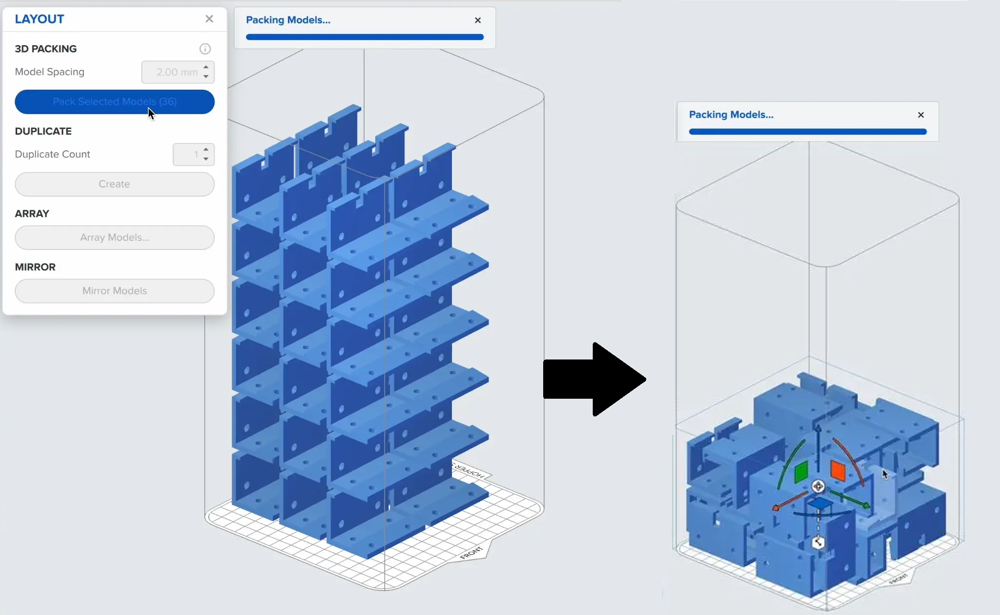 LAYOUT
3D PACKING
Model Spacing
2.00 mm
Pack Selected Models (36)
DUPLICATE
Duplicate Count
1
Create
ARRAY
Array Models...
MIRROR
Mirror Models
Packing Models...
HOPPER S
FRONT
Packing Models...
FRONT